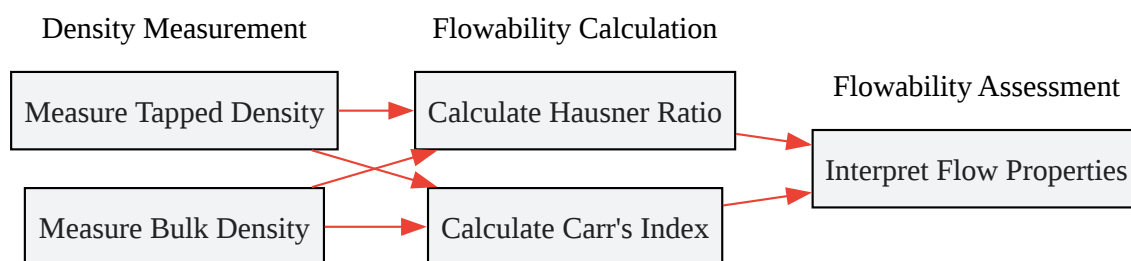 Density Measurement
Flowability Calculation
Flowability Assessment
Measure Tapped Density
Calculate Hausner Ratio
Interpret Flow Properties
Measure Bulk Density
Calculate Carr's Index